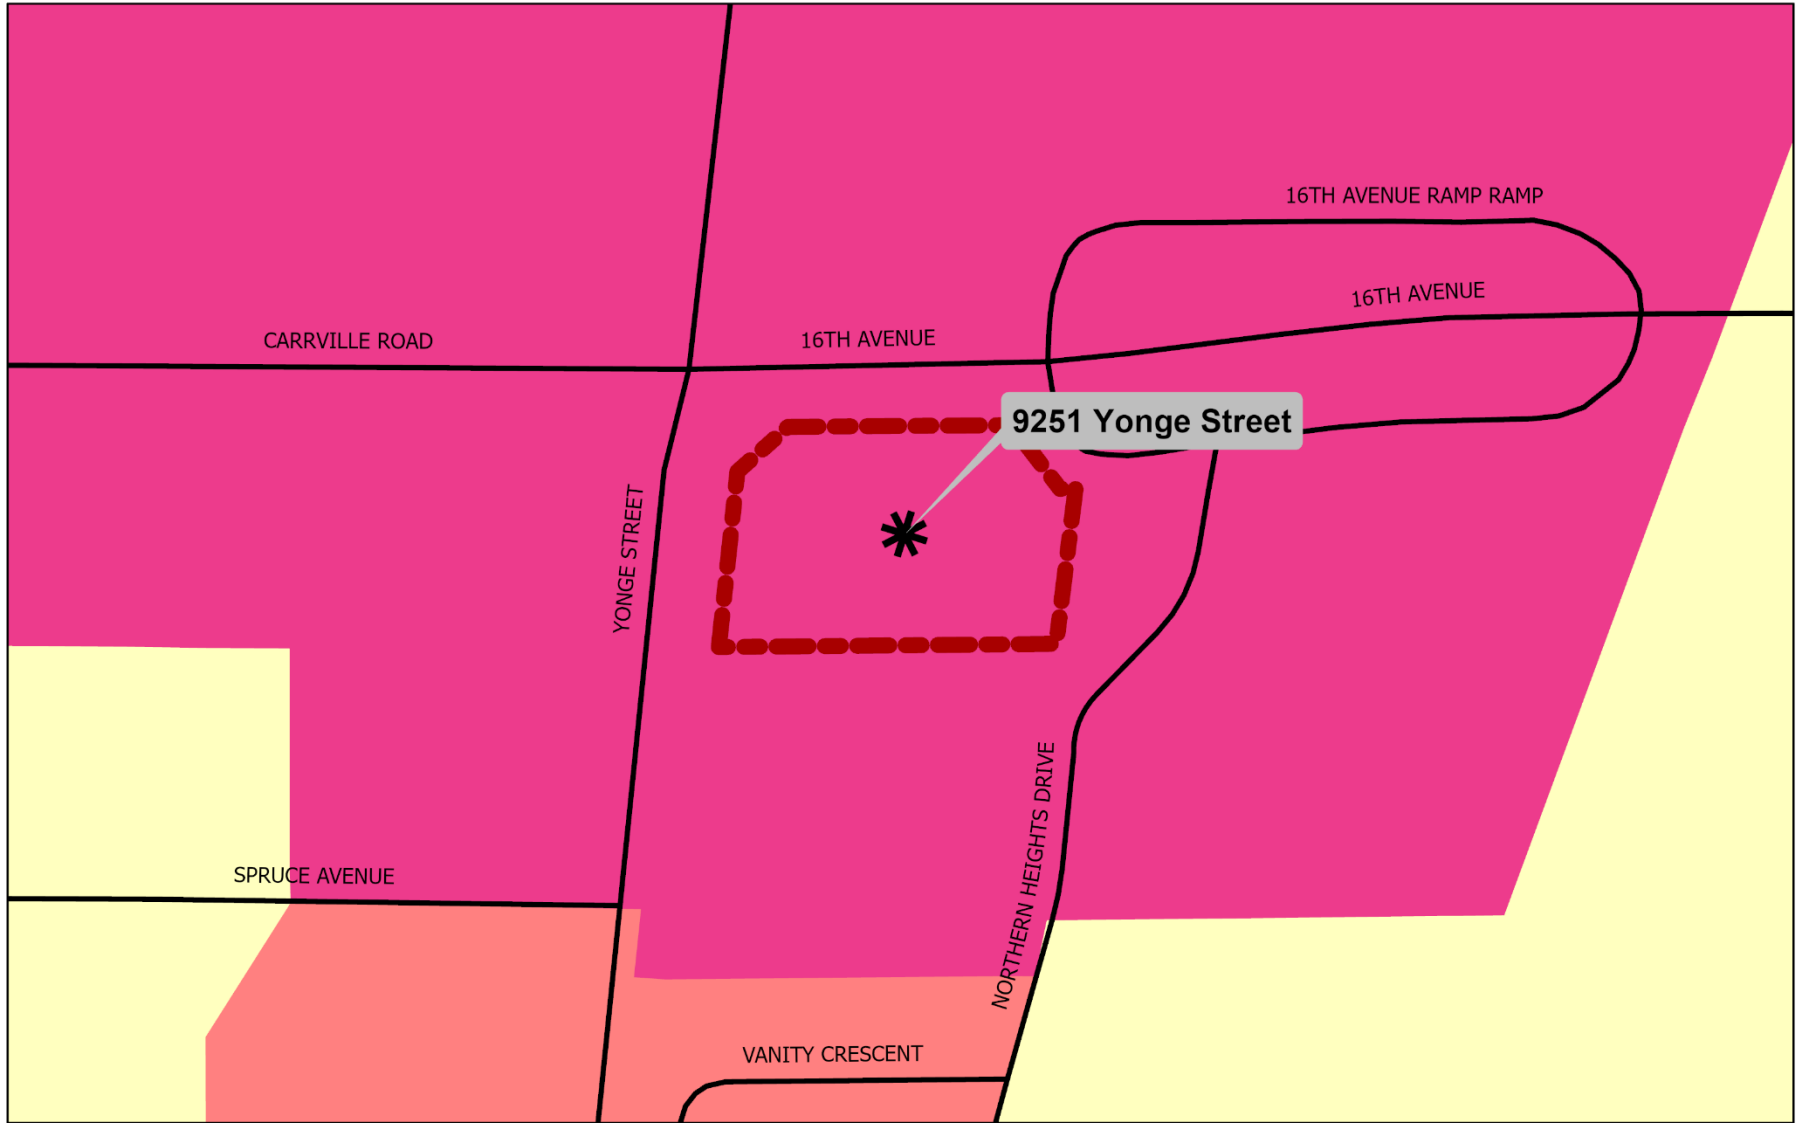 16TH AVENUE RAMP RAMP
16TH AVENUE
CARRVILLE ROAD
16TH AVENUE
9251 Yonge Street
YONGE STREET
NORTHERN HEIGHTS DRIVE
SPRUCE AVENUE
VANITY CRESCENT